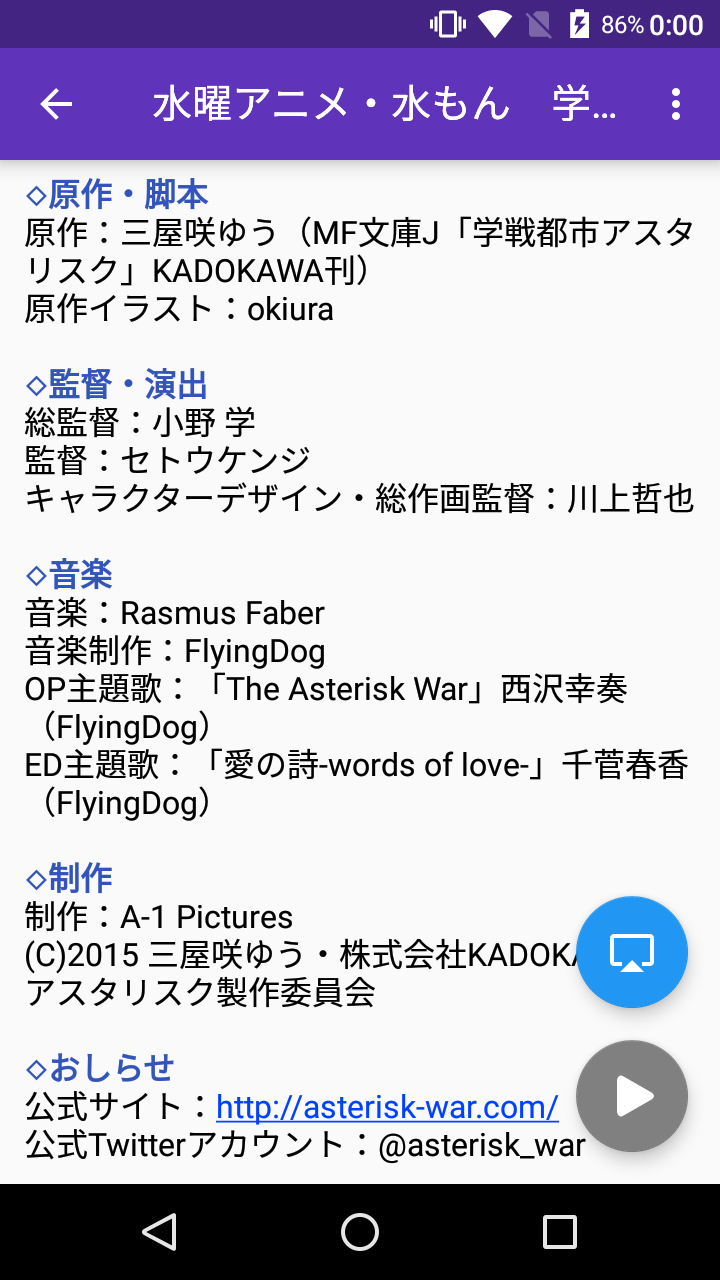 86% 0:00
水曜アニメ・水もん　学...
◇原作・脚本
原作：三屋咲ゆう（MF文庫J「学戦都市アスタ
リスク」KADOKAWA刊）
原作イラスト：okiura
◇監督・演出
総監督：小野 学
監督：セトウケンジ
キャラクターデザイン・総作画監督：川上哲也
◇音楽
音楽：Rasmus Faber
音楽制作：FlyingDog
OP主題歌：「The Asterisk War」西沢幸奏
（FlyingDog）
ED主題歌：「愛の詩-words of love-」千菅春香
（FlyingDog）
◇制作
制作：A-1 Pictures
(C)2015 三屋咲ゆう・株式会社KADOKA
アスタリスク製作委員会
◇おしらせ
公式サイト：http://asterisk-war.com/
公式Twitterアカウント：@asterisk_war